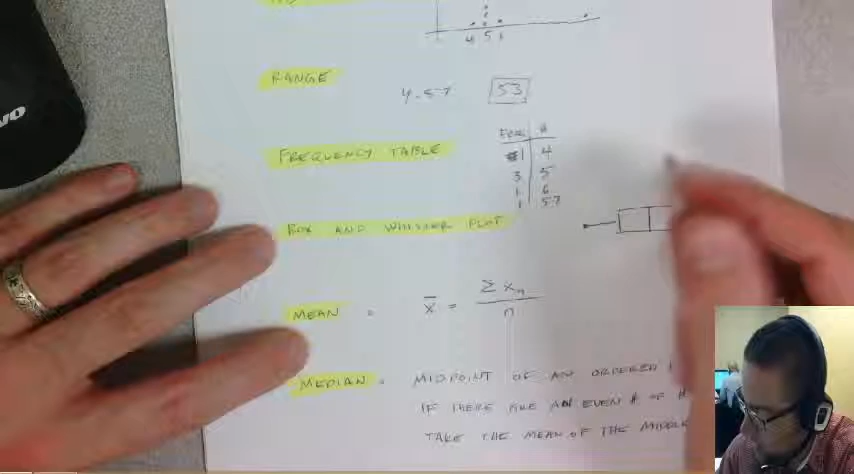 4 5 6
RANGE
4-57 53
FREQ #
1 4
FREQUENCY TABLE
3 5
1 6
1 57
BOX AND WHISKER PLOT
MEAN = x̄ = Σ Xn / n
MEDIAN = MIDPOINT OF AN ORDERED
IF THERE ARE AN EVEN # OF
TAKE THE MEAN OF THE MIDDLE